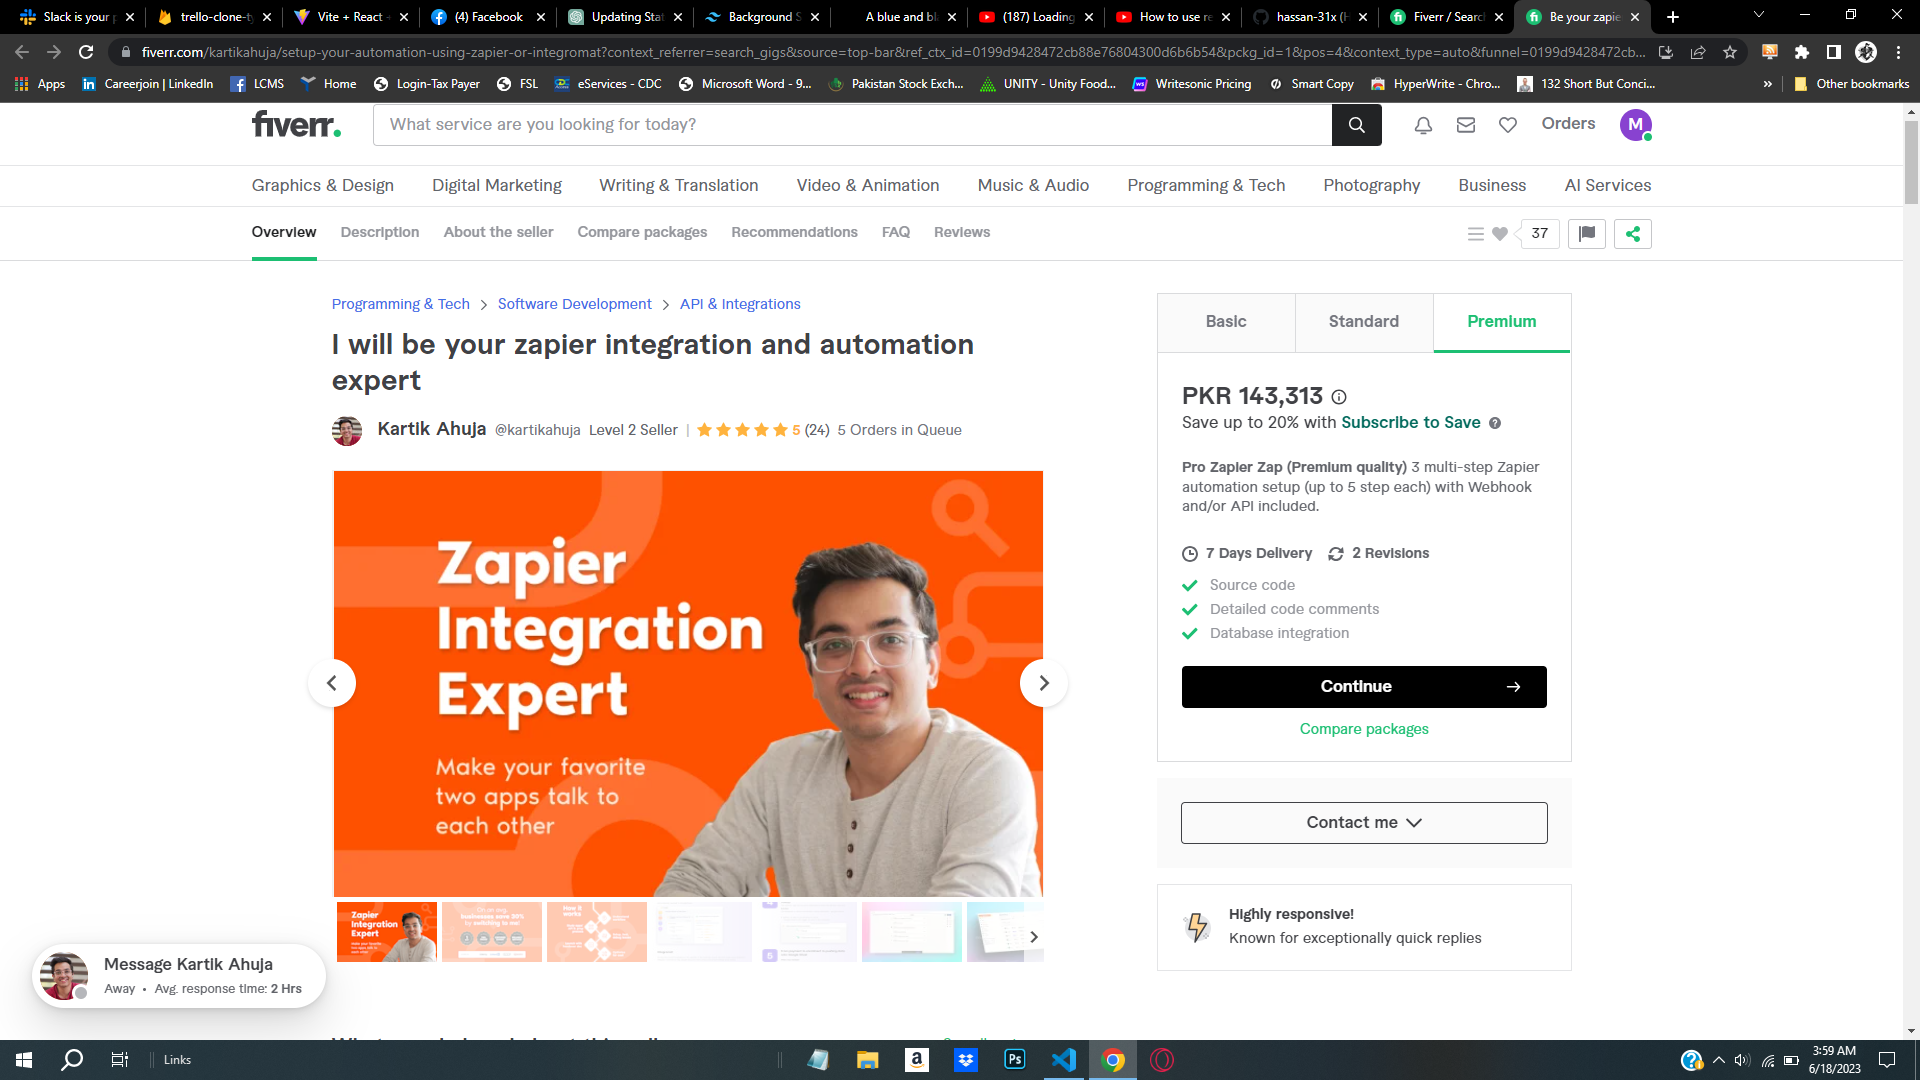 Slack is your p
trello-clone-ty
Vite + React +
(4) Facebook
Updating Stat
Background S
A blue and bl
(187) Loading
How to use re
hassan-31x (H
Fiverr / Searc
Be your zapie
fiverr.com/kartikahuja/setup-your-automation-using-zapier-or-integromat?context_referrer=search_gigs&source=top-bar&ref_ctx_id=0199d9428472cb88e76804300d6b6b54&pckg_id=1&pos=4&context_type=auto&funnel=0199d9428472cb...
Apps
Careerjoin | LinkedIn
LCMS
Home
Login-Tax Payer
FSL
eServices - CDC
Microsoft Word - 9...
Pakistan Stock Exch...
UNITY - Unity Food...
Writesonic Pricing
Smart Copy
HyperWrite - Chro...
132 Short But Conci...
»
Other bookmarks
fiverr.
What service are you looking for today?
Orders
M
Graphics & Design
Digital Marketing
Writing & Translation
Video & Animation
Music & Audio
Programming & Tech
Photography
Business
AI Services
Overview
Description
About the seller
Compare packages
Recommendations
FAQ
Reviews
37
Programming & Tech
Software Development
API & Integrations
I will be your zapier integration and automation
expert
Kartik Ahuja @kartikahuja Level 2 Seller | 5 (24) 5 Orders in Queue
Zapier
Integration
Expert
Make your favorite
two apps talk to
each other
Zapier
Integration
Expert
How it
works
Basic
Standard
Premium
PKR 143,313
Save up to 20% with Subscribe to Save
Pro Zapier Zap (Premium quality) 3 multi-step Zapier
automation setup (up to 5 step each) with Webhook
and/or API included.
7 Days Delivery
2 Revisions
Source code
Detailed code comments
Database integration
Continue
Compare packages
Contact me
Highly responsive!
Known for exceptionally quick replies
Message Kartik Ahuja
Away • Avg. response time: 2 Hrs
Links
Ps
3:59 AM
6/18/2023